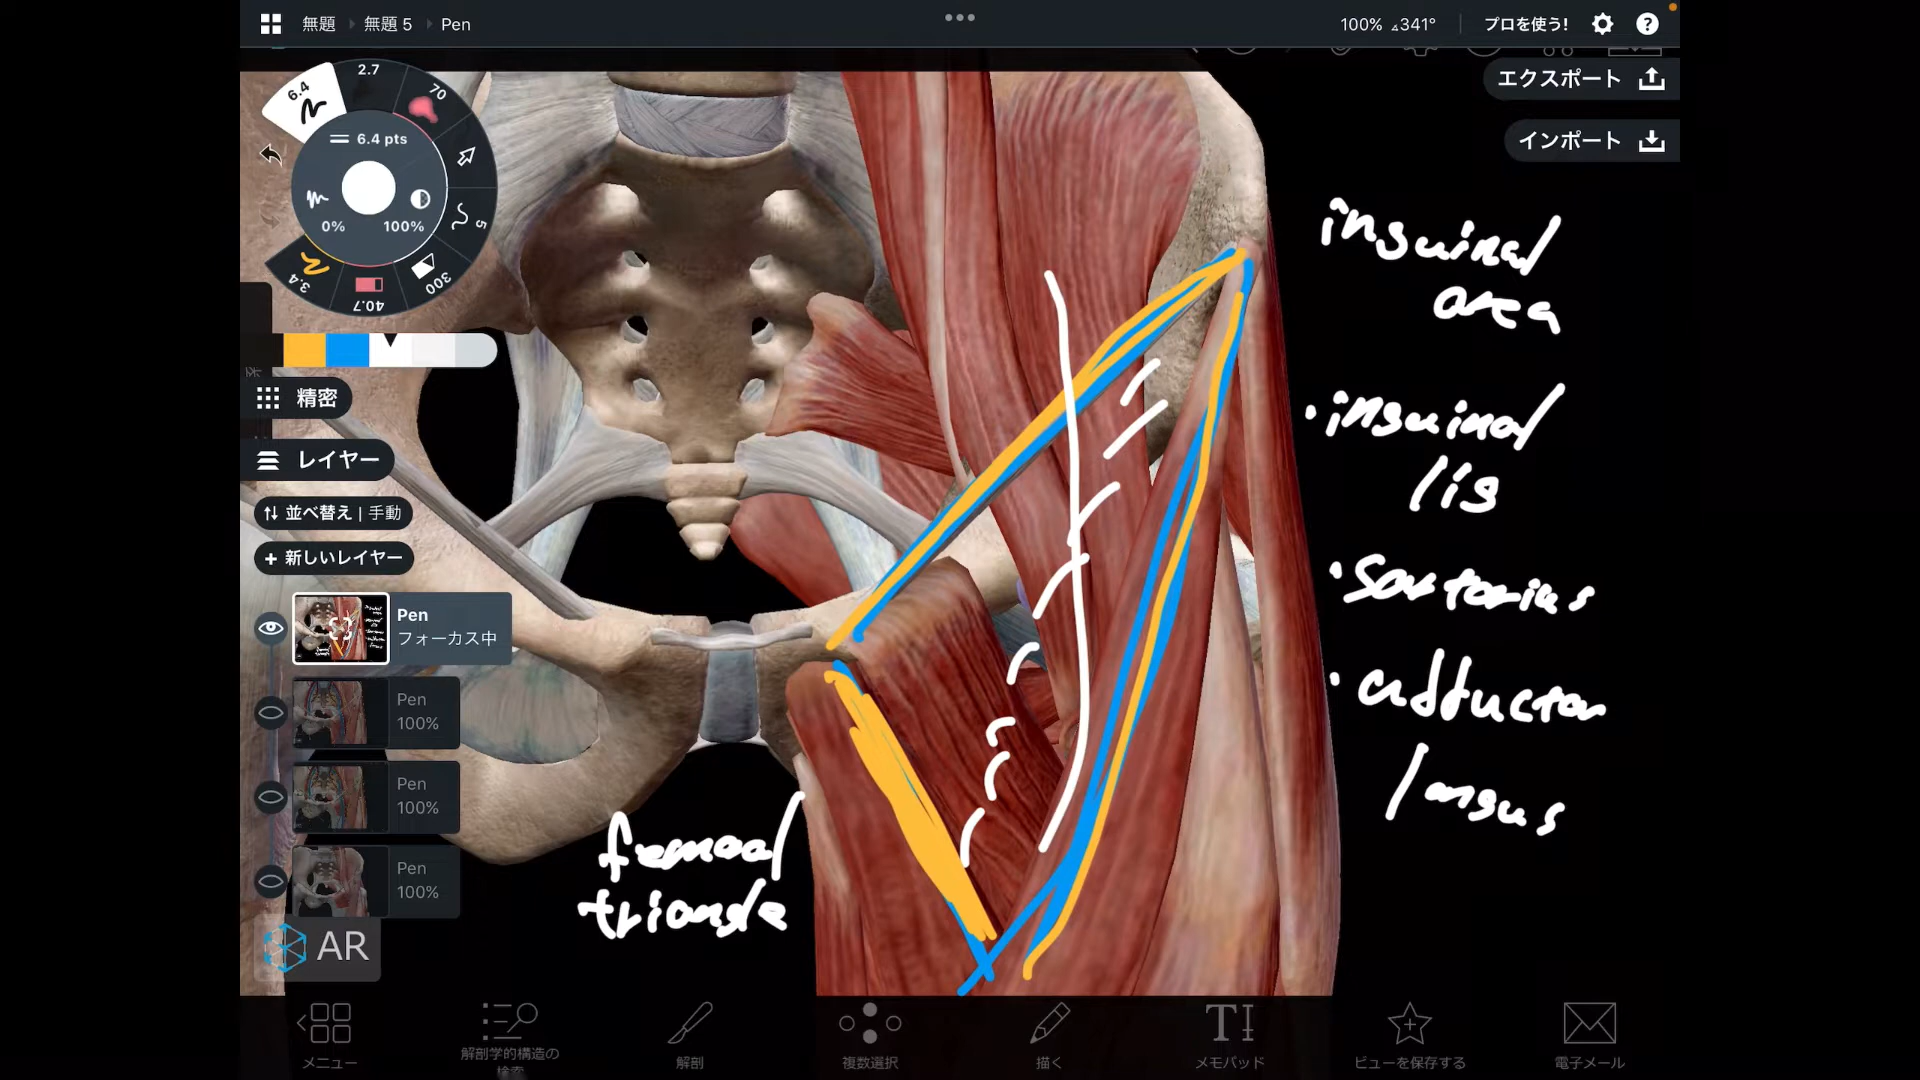 無題 無題 5 Pen
100% 341°
プロを使う!
エクスポート
インポート
2.7
6.4
70
6.4 pts
0% 100%
5
3.4
40.7
300
精密
レイヤー
並べ替え | 手動
+ 新しいレイヤー
Pen
フォーカス中
Pen
100%
Pen
100%
Pen
100%
AR
inguinal
area
・inguinal
lig
・Sartorius
・adductor
longus
femoal
triangle
メニュー
解剖学的構造の
検索
解剖
複数選択
描く
メモパッド
ビューを保存する
電子メール